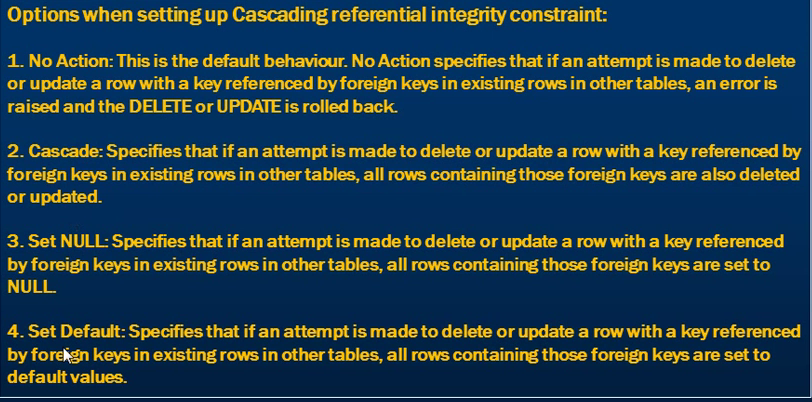 Options when setting up Cascading referential integrity constraint:
1. No Action: This is the default behaviour. No Action specifies that if an attempt is made to delete
or update a row with a key referenced by foreign keys in existing rows in other tables, an error is
raised and the DELETE or UPDATE is rolled back.
2. Cascade: Specifies that if an attempt is made to delete or update a row with a key referenced by
foreign keys in existing rows in other tables, all rows containing those foreign keys are also deleted
or updated.
3. Set NULL: Specifies that if an attempt is made to delete or update a row with a key referenced
by foreign keys in existing rows in other tables, all rows containing those foreign keys are set to
NULL.
4. Set Default: Specifies that if an attempt is made to delete or update a row with a key referenced
by foreign keys in existing rows in other tables, all rows containing those foreign keys are set to
default values.